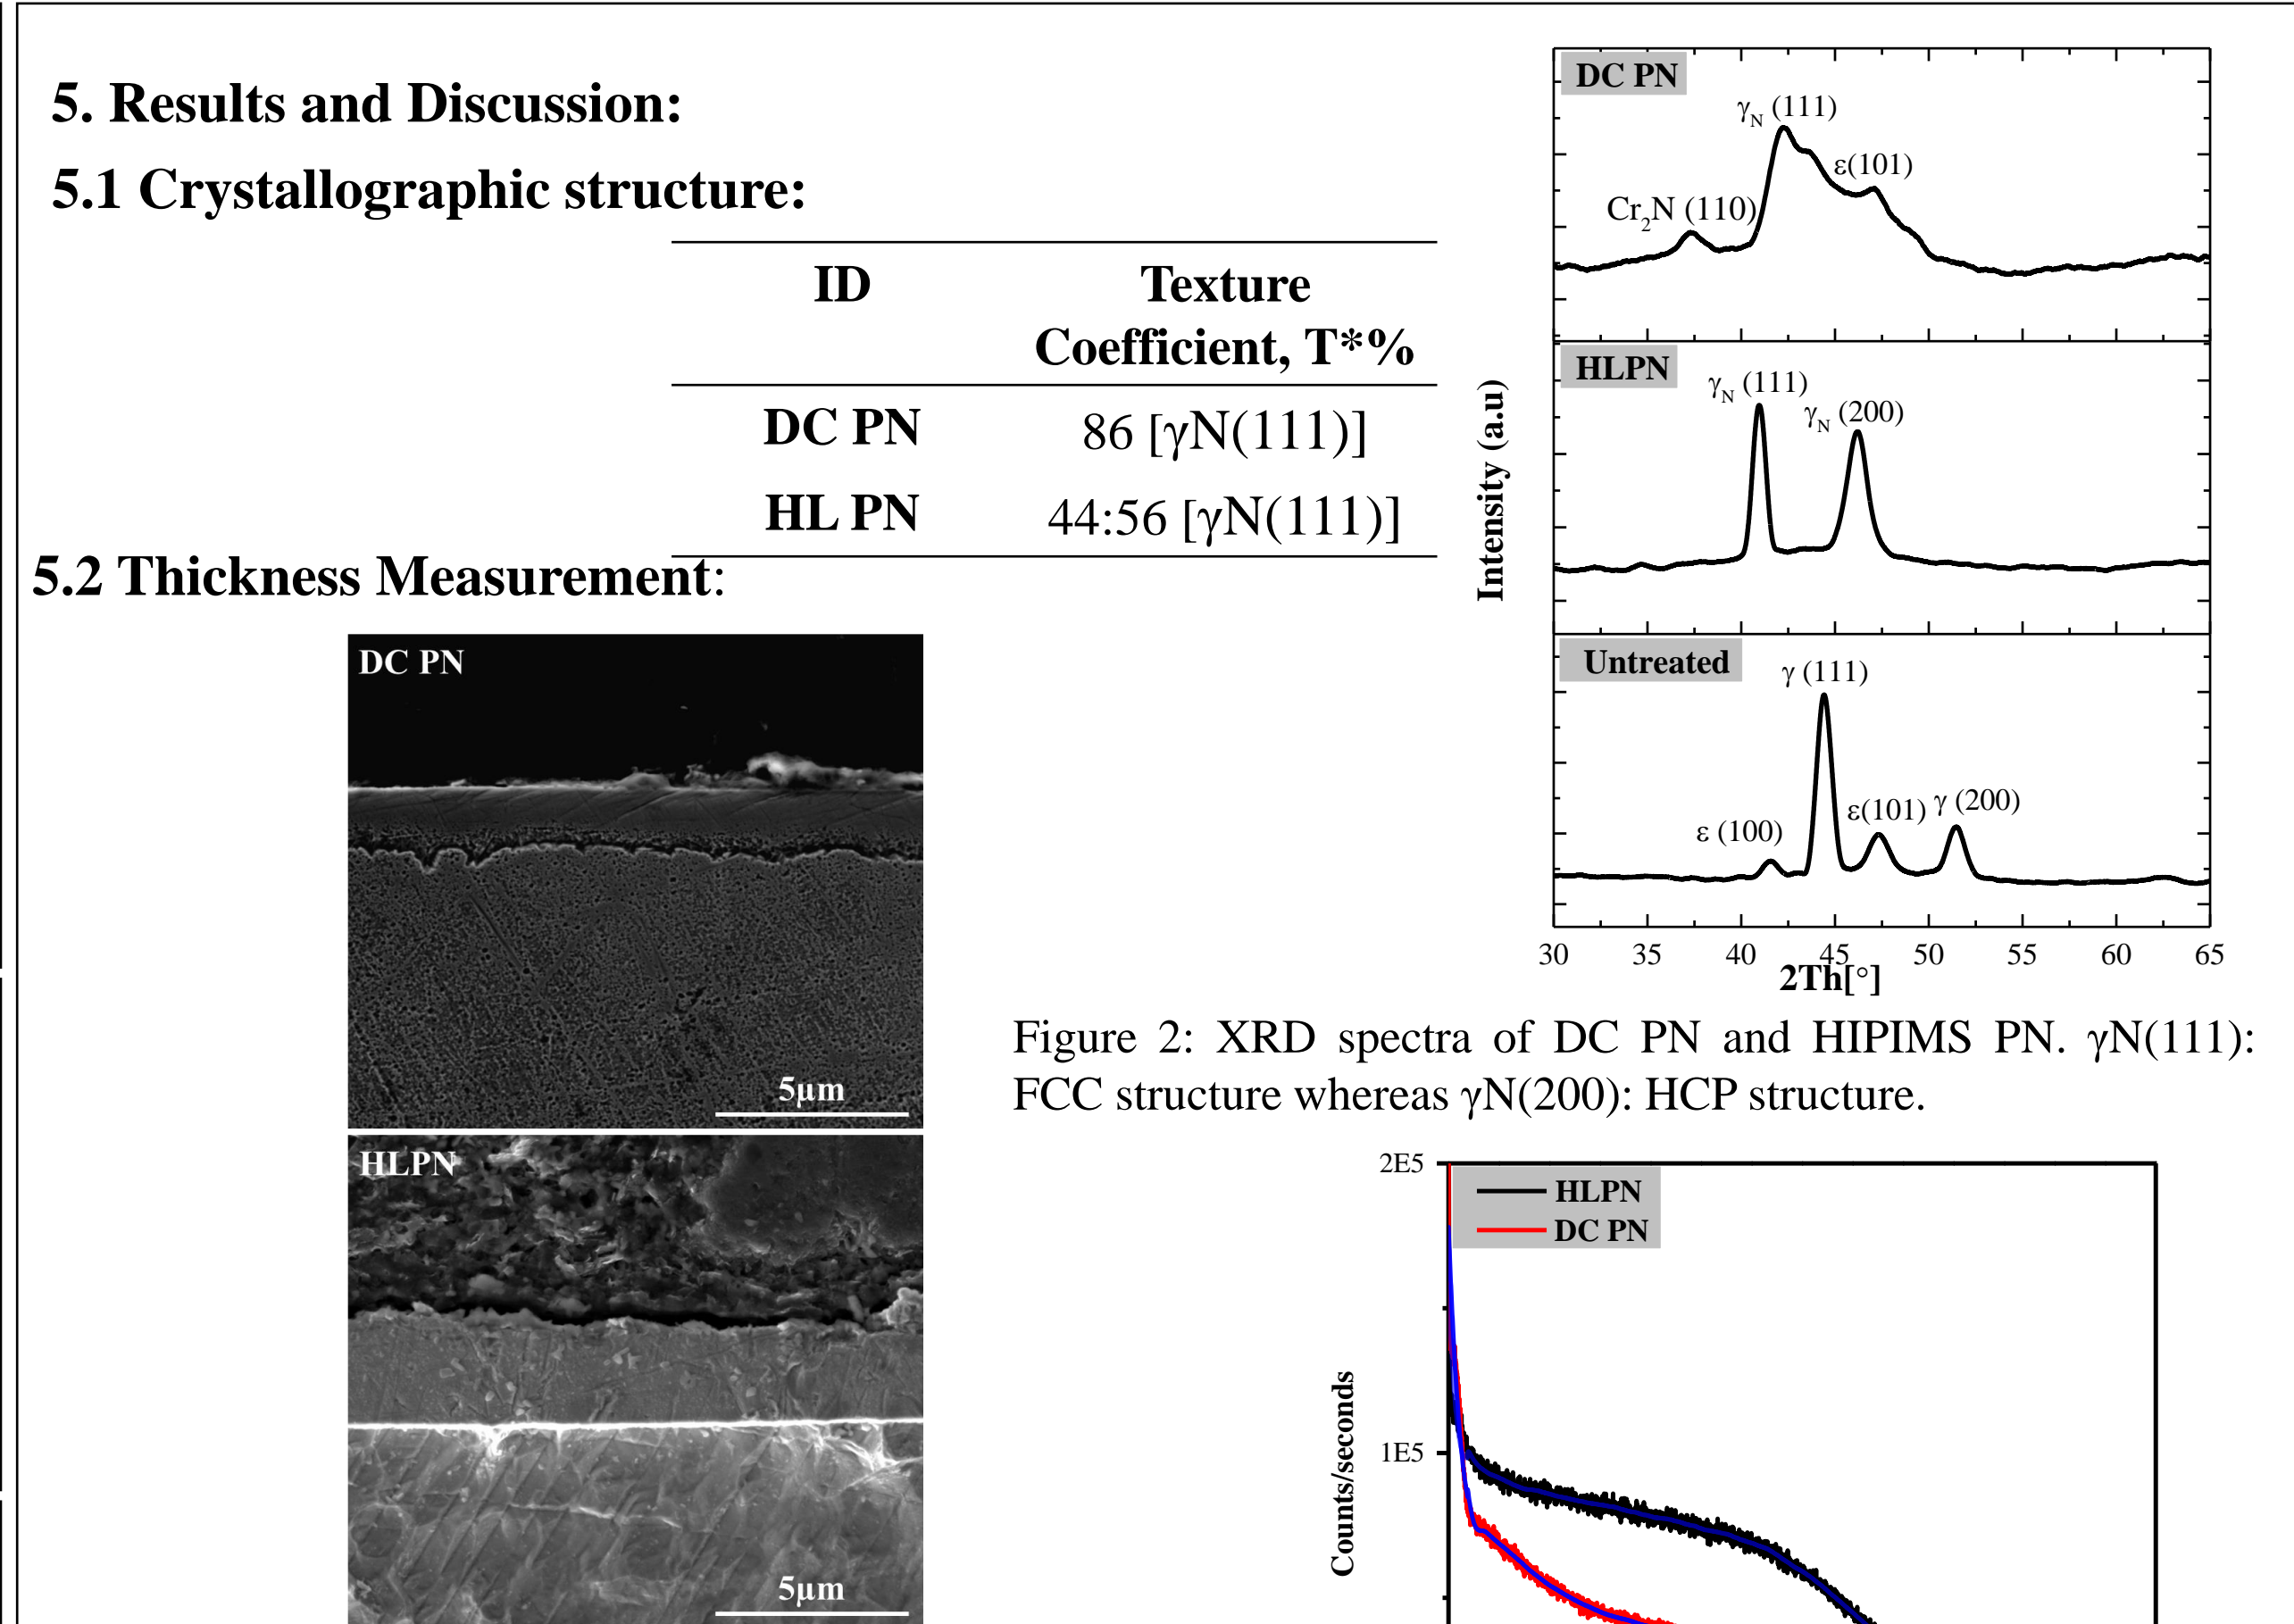 5. Results and Discussion:
5.1 Crystallographic structure:
ID Texture
Coefficient, T*%
DC PN 86 [γN(111)]
HL PN 44:56 [γN(111)]
5.2 Thickness Measurement:
DC PN
5μm
HLPN
5μm
DC PN
γN (111)
ε(101)
Cr2N (110)
HLPN
γN (111)
γN (200)
Untreated
γ (111)
ε (100)
ε(101)
γ (200)
Intensity (a.u)
30 35 40 45 50 55 60 65
2Th[°]
Figure 2: XRD spectra of DC PN and HIPIMS PN. γN(111):
FCC structure whereas γN(200): HCP structure.
2E5
HLPN
DC PN
1E5
Counts/seconds